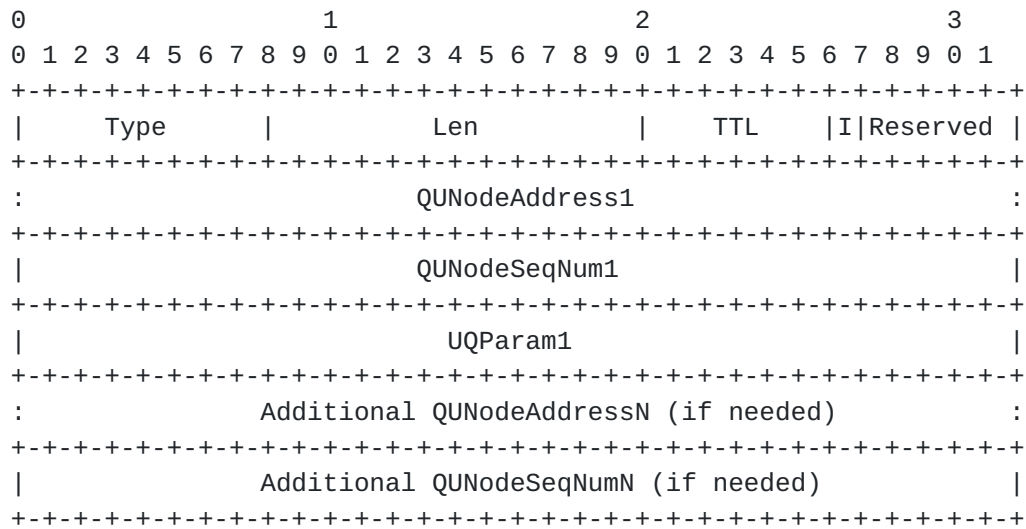 0                   1                   2                   3
0 1 2 3 4 5 6 7 8 9 0 1 2 3 4 5 6 7 8 9 0 1 2 3 4 5 6 7 8 9 0 1
+-+-+-+-+-+-+-+-+-+-+-+-+-+-+-+-+-+-+-+-+-+-+-+-+-+-+-+-+-+-+-+-+
|     Type      |          Len          |    TTL    |I|Reserved |
+-+-+-+-+-+-+-+-+-+-+-+-+-+-+-+-+-+-+-+-+-+-+-+-+-+-+-+-+-+-+-+-+
:                         QUNodeAddress1                        :
+-+-+-+-+-+-+-+-+-+-+-+-+-+-+-+-+-+-+-+-+-+-+-+-+-+-+-+-+-+-+-+-+
|                         QUNodeSeqNum1                         |
+-+-+-+-+-+-+-+-+-+-+-+-+-+-+-+-+-+-+-+-+-+-+-+-+-+-+-+-+-+-+-+-+
|                           UQParam1                            |
+-+-+-+-+-+-+-+-+-+-+-+-+-+-+-+-+-+-+-+-+-+-+-+-+-+-+-+-+-+-+-+-+
:               Additional QUNodeAddressN (if needed)           :
+-+-+-+-+-+-+-+-+-+-+-+-+-+-+-+-+-+-+-+-+-+-+-+-+-+-+-+-+-+-+-+-+
|               Additional QUNodeSeqNumN (if needed)            |
+-+-+-+-+-+-+-+-+-+-+-+-+-+-+-+-+-+-+-+-+-+-+-+-+-+-+-+-+-+-+-+-+